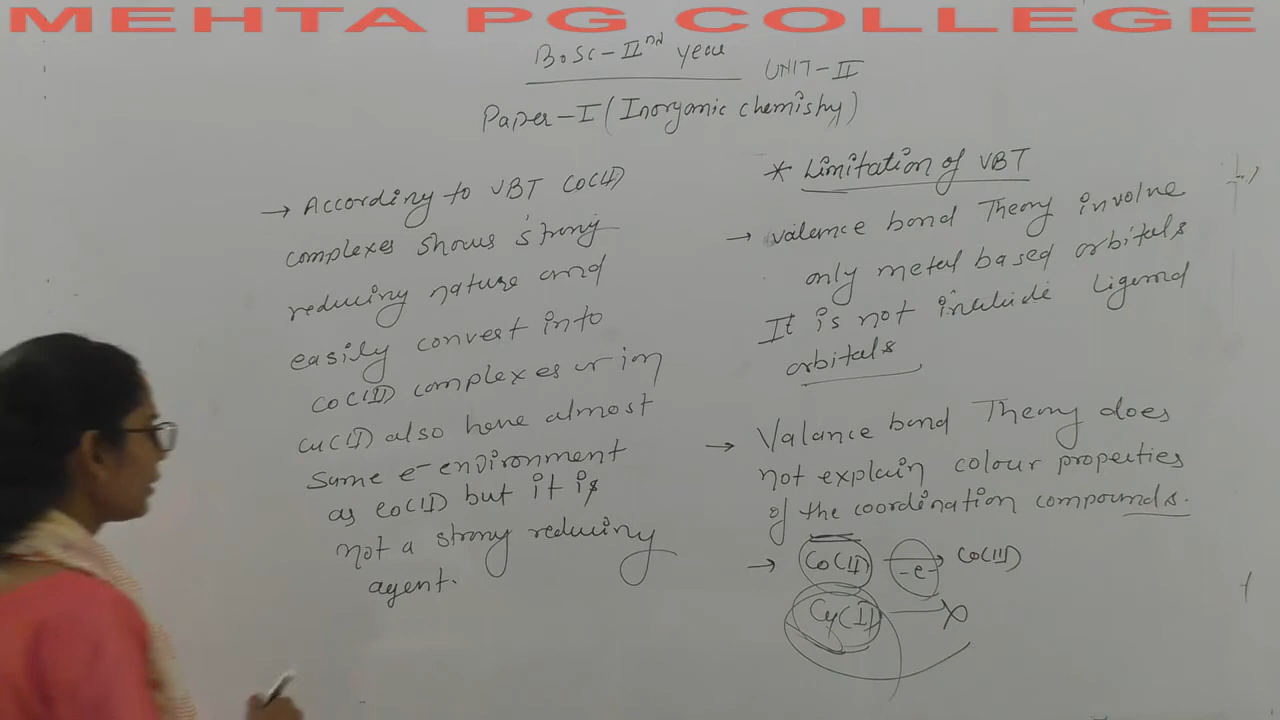 MEHTA PG COLLEGE
B.Sc-IInd year
UNIT-II
Paper-I (Inorganic chemistry)
→ According to VBT Co(II)
complexes shows strong
reducing nature and
easily convert into
Co(III) complexes or ion
Cu(II) also have almost
same e- environment
as Co(II) but it is
not a strong reducing
agent.
* Limitation of VBT
→ valance bond Theory involve
only metal based orbitals
It is not include ligand
orbitals
→ Valance bond Theory does
not explain colour properties
of the coordination compounds.
→ Co(II) -e- → Co(III)
Cu(II) → X